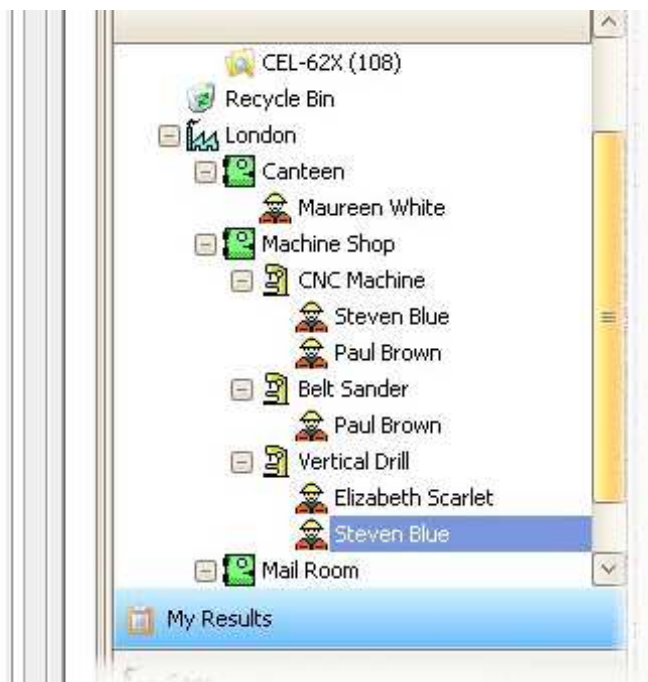 CEL-62X (108)
Recycle Bin
London
Canteen
Maureen White
Machine Shop
CNC Machine
Steven Blue
Paul Brown
Belt Sander
Paul Brown
Vertical Drill
Elizabeth Scarlet
Steven Blue
Mail Room
My Results